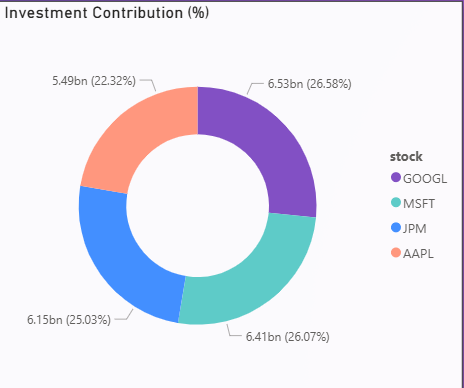 Investment Contribution (%)
5.49bn (22.32%)
6.53bn (26.58%)
stock
GOOGL
MSFT
JPM
AAPL
6.15bn (25.03%)
6.41bn (26.07%)